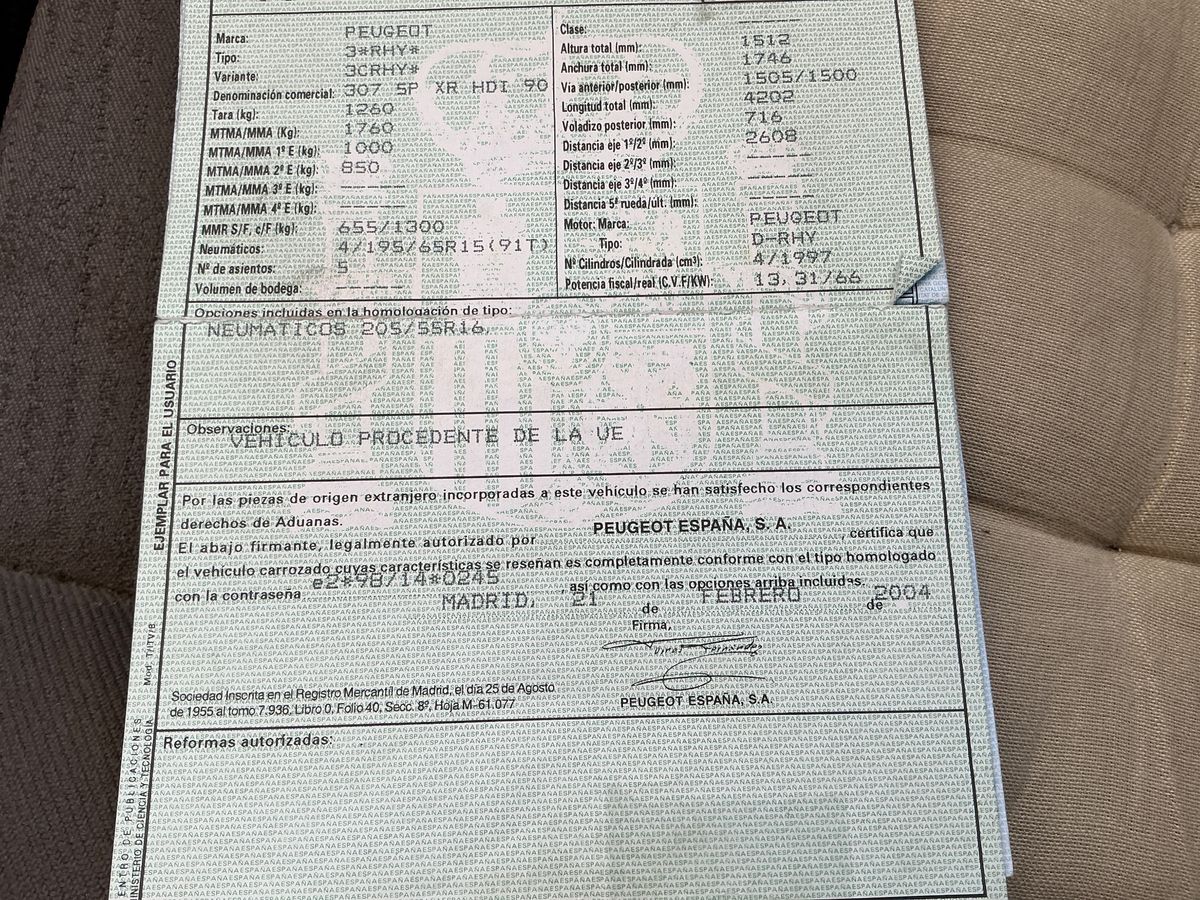 Marca: PEUGEOT
Tipo: 3*RHY*
Variante: 3CRHY*
Denominación comercial: 307 SP XR HDI 90
Tara (kg): 1260
MTMA/MMA (Kg): 1760
MTMA/MMA 1º E (kg): 1000
MTMA/MMA 2º E (kg): 850
MTMA/MMA 3º E (kg): -----
MTMA/MMA 4º E (kg): -----
MMR S/F, c/F (kg): 655/1300
Neumáticos: 4/195/65R15(91T)
Nº de asientos: 5
Volumen de bodega: -----
Clase: -----
Altura total (mm): 1512
Anchura total (mm): 1746
Vía anterior/posterior (mm): 1505/1500
Longitud total (mm): 4202
Voladizo posterior (mm): 716
Distancia eje 1º/2º (mm): 2608
Distancia eje 2º/3º (mm): -----
Distancia eje 3º/4º (mm): -----
Distancia 5ª rueda/últ. (mm): -----
Motor: Marca: PEUGEOT
Tipo: D-RHY
Nº Cilindros/Cilindrada (cm³): 4/1997
Potencia fiscal/real (C.V.F/KW): 13,31/66
Opciones incluidas en la homologación de tipo:
NEUMATICOS 205/55R16,
Observaciones:
VEHICULO PROCEDENTE DE LA UE
Por las piezas de origen extranjero incorporadas a este vehículo se han satisfecho los correspondientes
derechos de Aduanas.
El abajo firmante, legalmente autorizado por PEUGEOT ESPAÑA, S. A. , certifica que
el vehículo carrozado cuyas características se reseñan es completamente conforme con el tipo homologado
con la contraseña e2*98/14*0245 así como con las opciones arriba incluidas.
MADRID, 21 de FEBRERO de 2004
Firma,
PEUGEOT ESPAÑA, S.A.
Sociedad Inscrita en el Registro Mercantil de Madrid, el día 25 de Agosto
de 1955 al tomo 7.936, Libro 0, Folio 40, Secc. 8ª, Hoja M-61.077
Reformas autorizadas:
EJEMPLAR PARA EL USUARIO
Mod. T/TV/8
ENTRO DE PUBLICACIONES
INISTERIO DE CIENCIA Y TECNOLOGIA